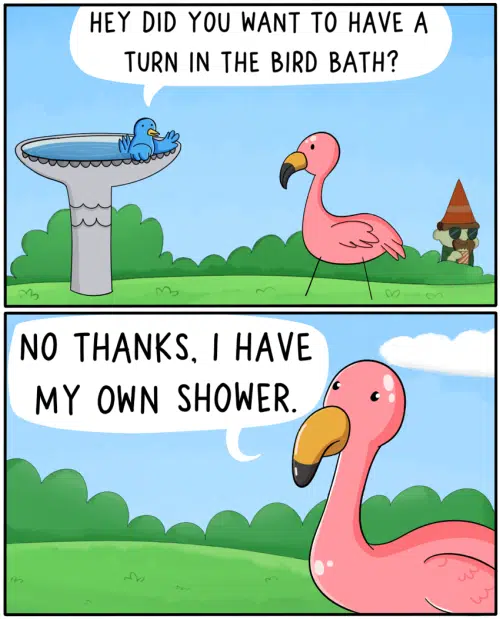 HEY DID YOU WANT TO HAVE A
TURN IN THE BIRD BATH?
NO THANKS, I HAVE
MY OWN SHOWER.